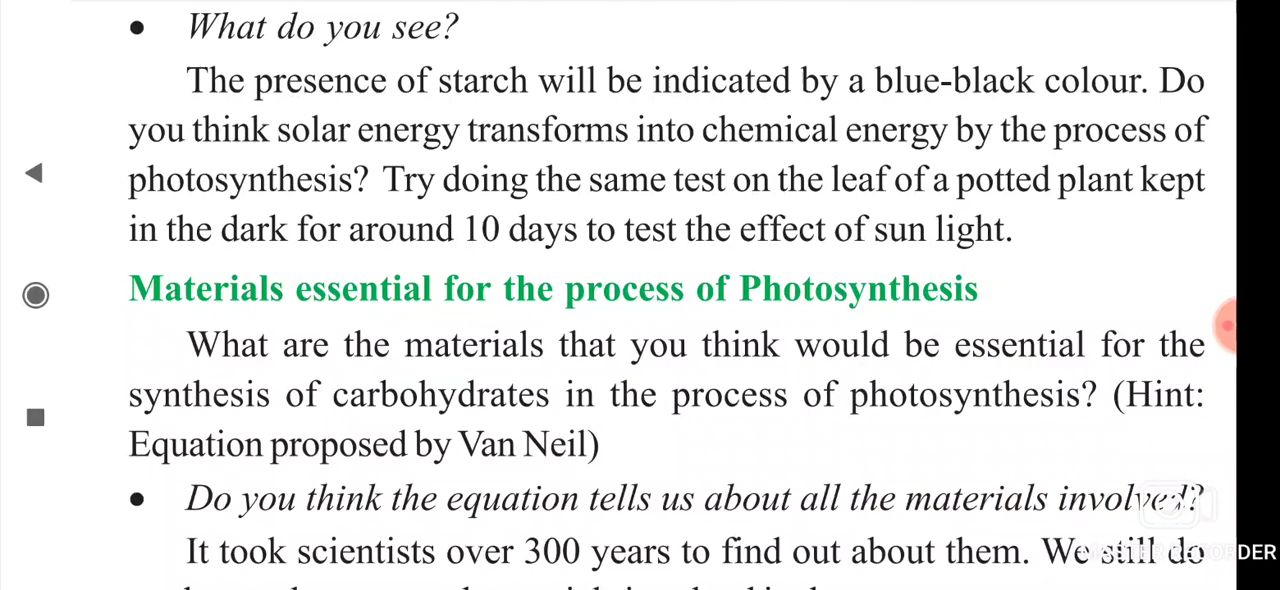 • What do you see?
The presence of starch will be indicated by a blue-black colour. Do
you think solar energy transforms into chemical energy by the process of
photosynthesis? Try doing the same test on the leaf of a potted plant kept
in the dark for around 10 days to test the effect of sun light.
Materials essential for the process of Photosynthesis
What are the materials that you think would be essential for the
synthesis of carbohydrates in the process of photosynthesis? (Hint:
Equation proposed by Van Neil)
• Do you think the equation tells us about all the materials involved?
It took scientists over 300 years to find out about them. We still do